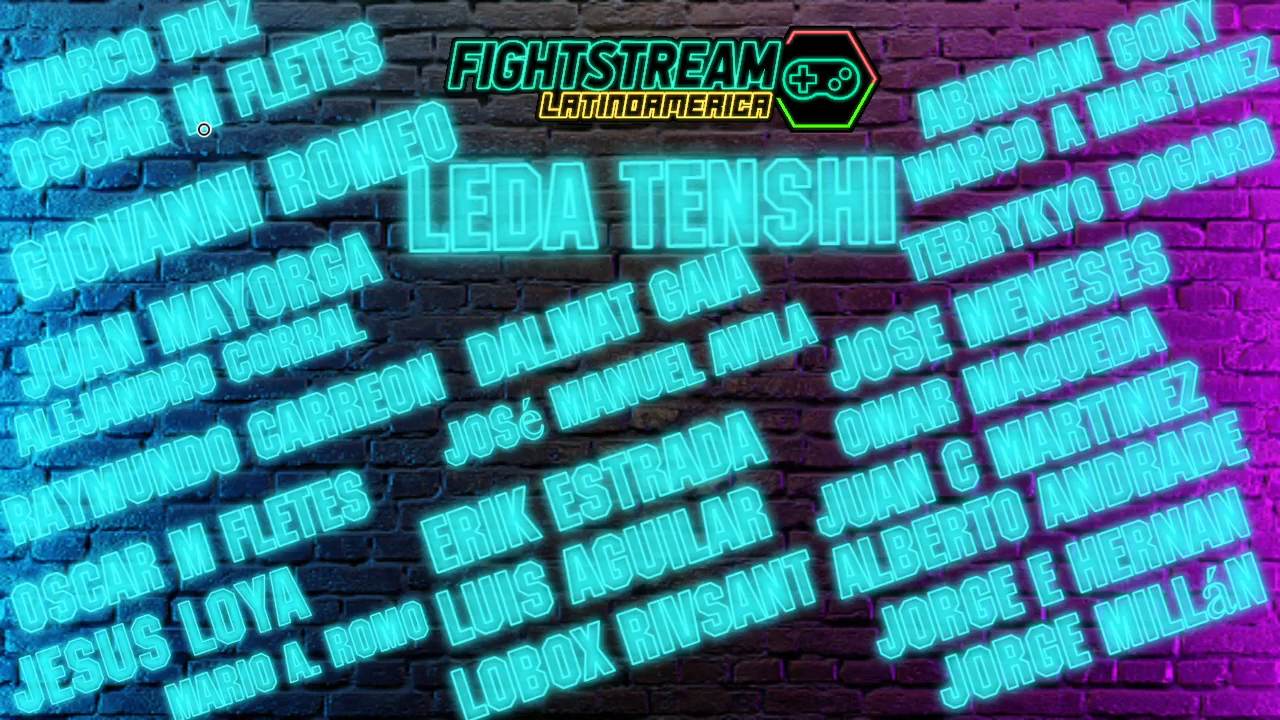 FIGHTSTREAM
LATINOAMERICA
LEDA TENSHI
MARCO DIAZ
OSCAR M FLETES
GIOVANNI ROMEO
JUAN MAYORGA
ALEJANDRO CORRAL
RAYMUNDO CARREON
OSCAR M FLETES
JESUS LOYA
MARIO A. ROMO
DALMAT GAIA
JOSé MANUEL AVILA
ERIK ESTRADA
LUIS AGUILAR
LOBOX RIVSANT
ABINOAM GOKY
MARCO A MARTINEZ
TERRYKYO BOGARD
JOSE MENESES
OMAR MAQUEDA
JUAN C MARTINEZ
ALBERTO ANDRADE
JORGE E HERNAN
JORGE MILLáN